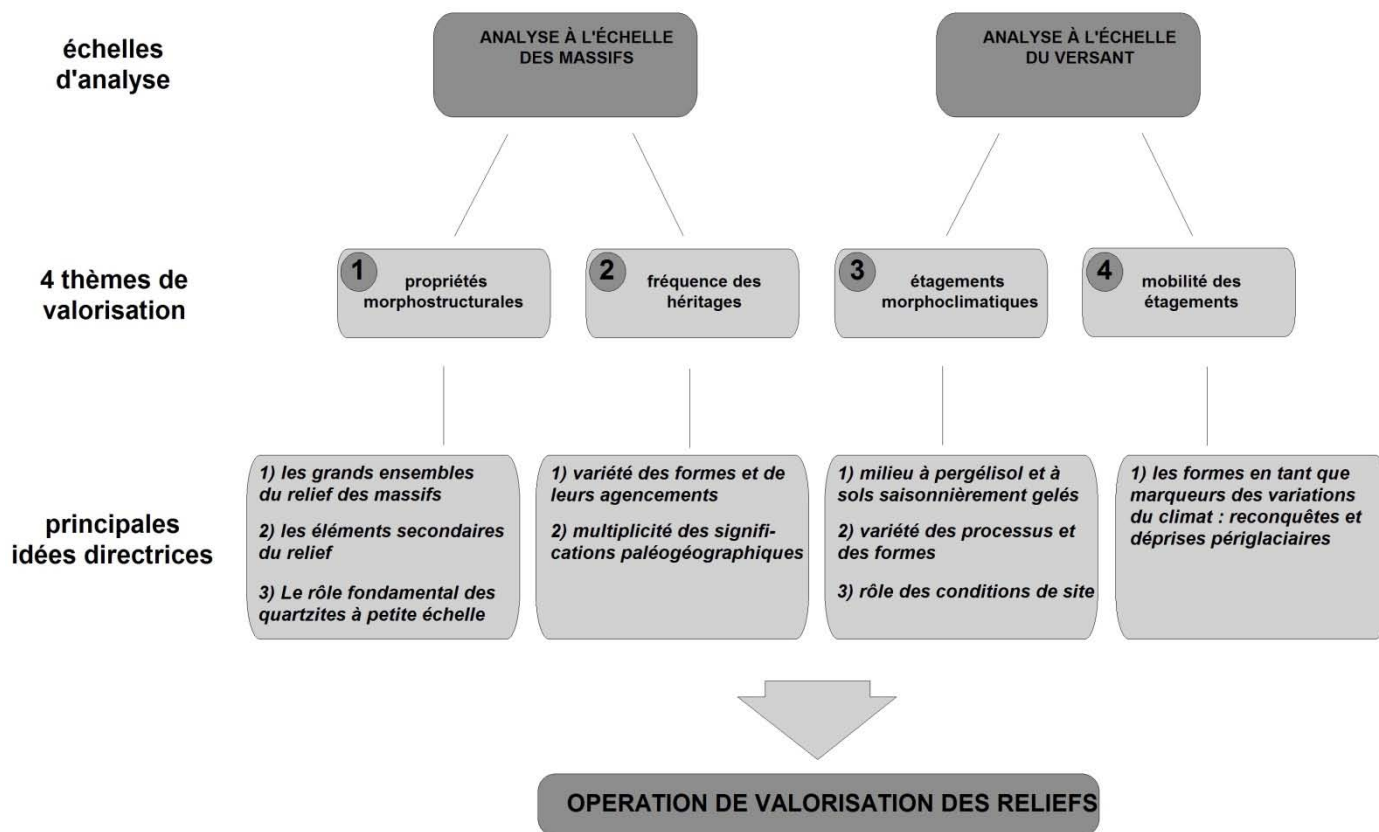 échelles
d'analyse
ANALYSE À L'ÉCHELLE
DES MASSIFS
ANALYSE À L'ÉCHELLE
DU VERSANT
4 thèmes de
valorisation
1
propriétés
morphostructurales
2
fréquence des
héritages
3
étagements
morphoclimatiques
4
mobilité des
étagements
principales
idées directrices
1) les grands ensembles
du relief des massifs
2) les éléments secondaires
du relief
3) Le rôle fondamental des
quartzites à petite échelle
1) variété des formes et de
leurs agencements
2) multiplicité des signifi-
cations paléogéographiques
1) milieu à pergélisol et à
sols saisonnièrement gelés
2) variété des processus et
des formes
3) rôle des conditions de site
1) les formes en tant que
marqueurs des variations
du climat : reconquêtes et
déprises périglaciaires
OPERATION DE VALORISATION DES RELIEFS